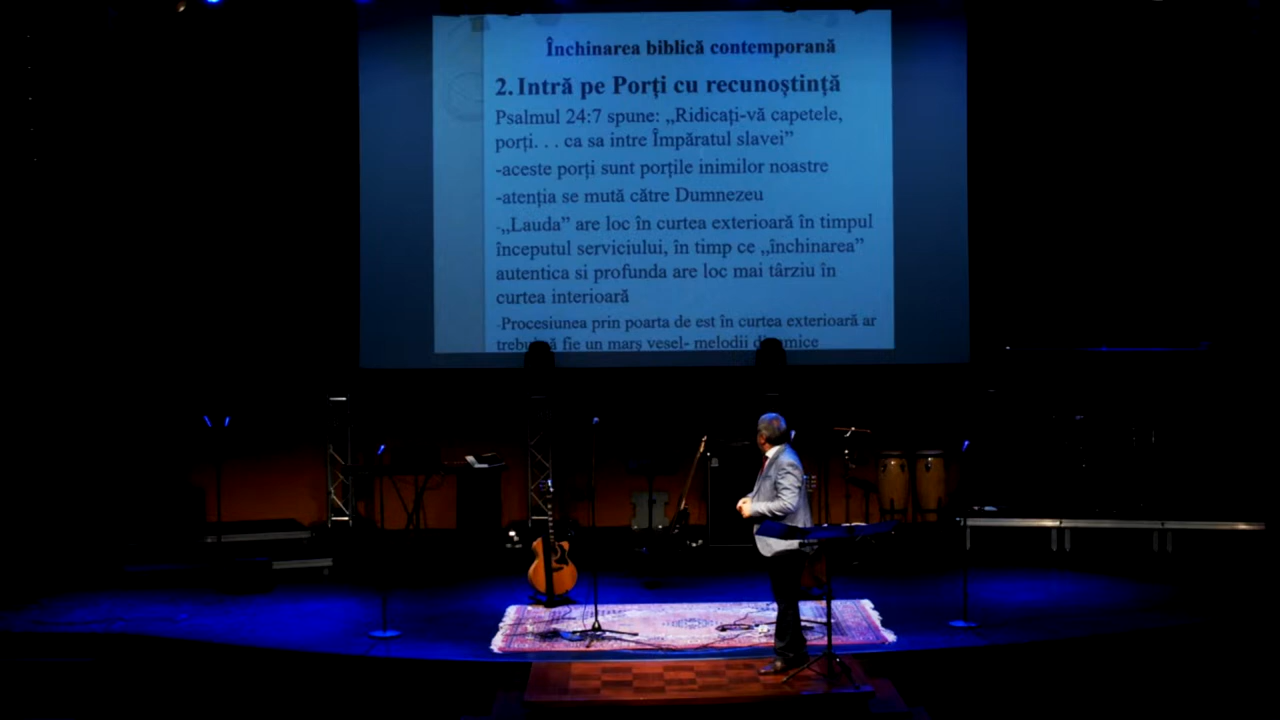 Închinarea biblică contemporană
2. Intră pe Porți cu recunoștință
Psalmul 24:7 spune: „Ridicați-vă capetele,
porți. . . ca sa intre Împăratul slavei”
-aceste porți sunt porțile inimilor noastre
-atenția se mută către Dumnezeu
-„Lauda” are loc în curtea exterioară în timpul
începutul serviciului, în timp ce „închinarea”
autentica si profunda are loc mai târziu în
curtea interioară
-Procesiunea prin poarta de est în curtea exterioară ar
fie un marș vesel- melodii